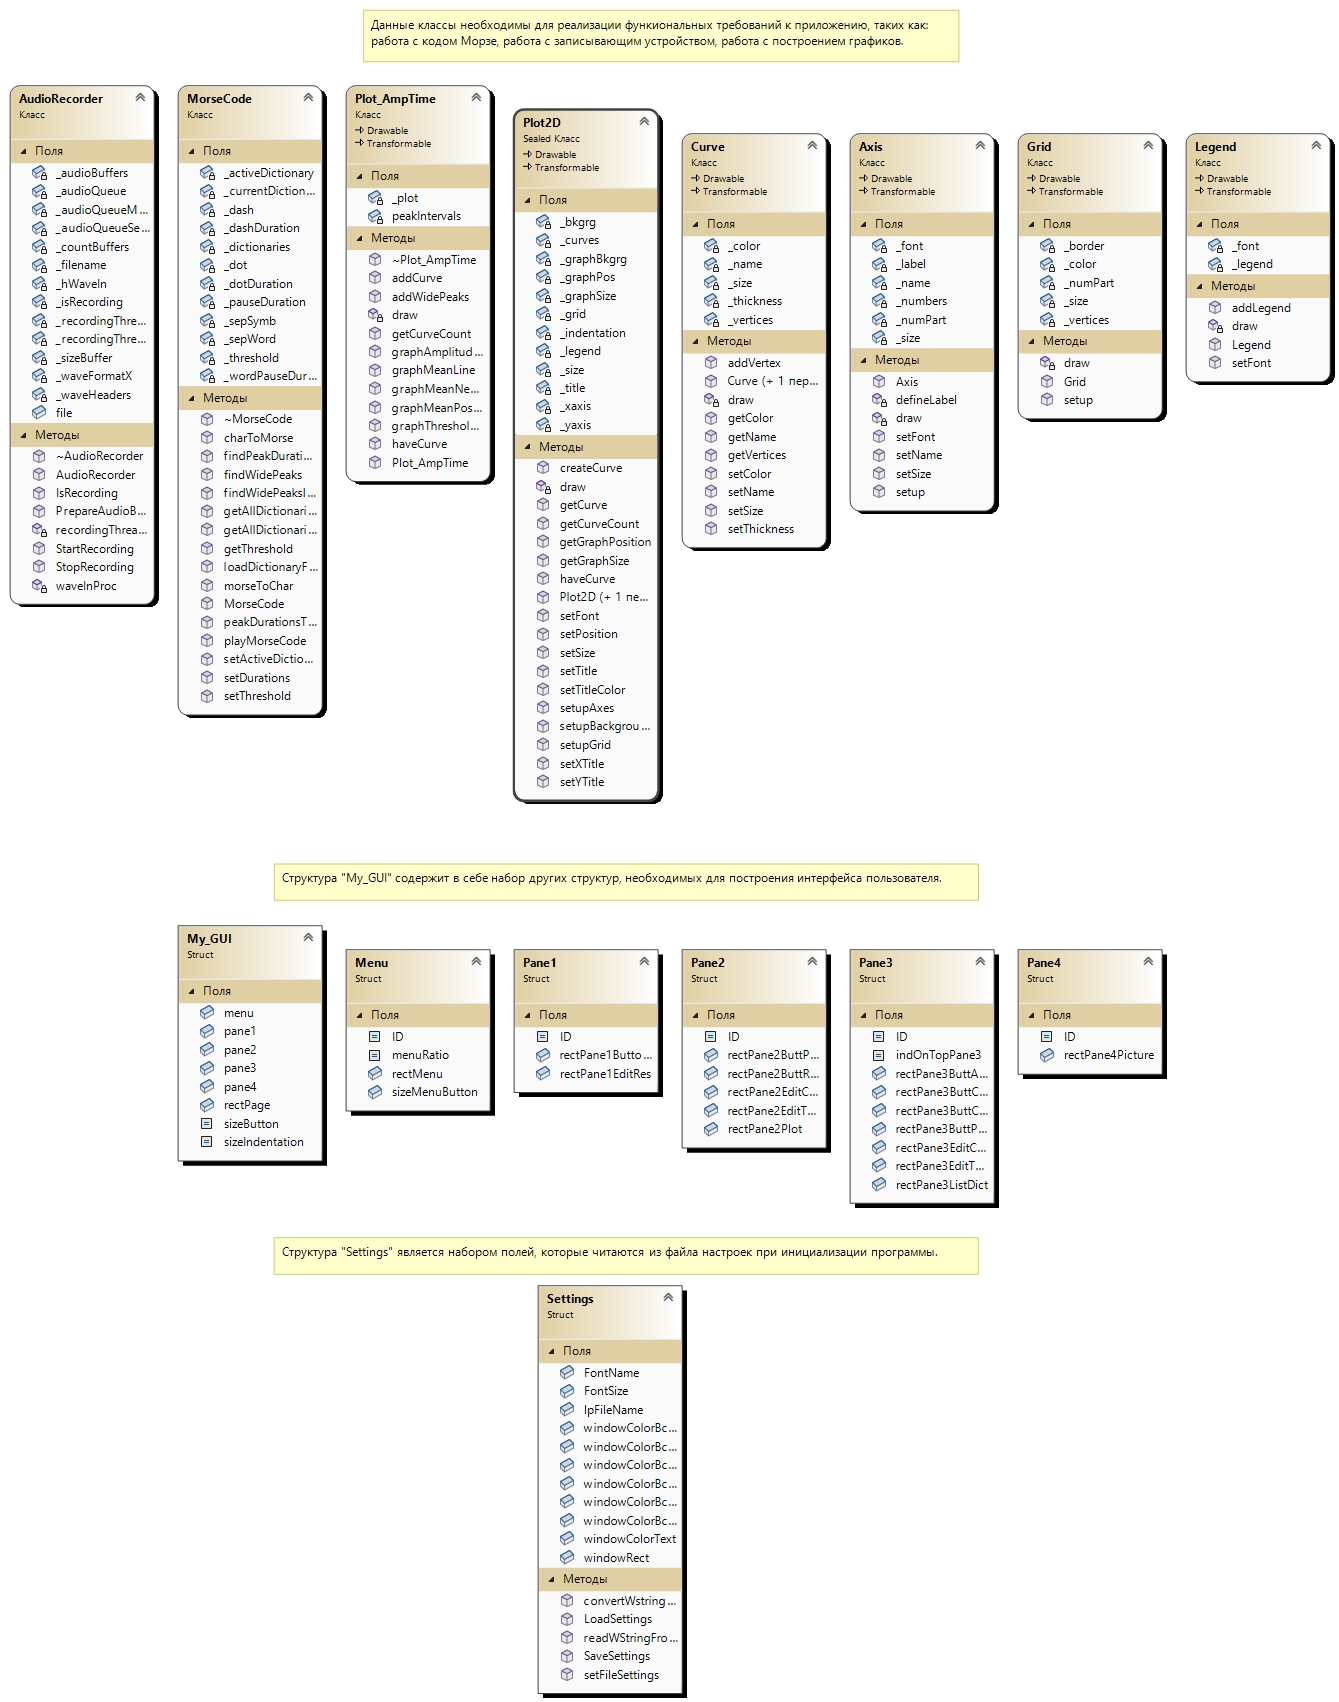 Данные классы необходимы для реализации функиональных требований к приложению, таких как:
работа с кодом Морзе, работа с записывающим устройством, работа с построением графиков.
AudioRecorder
Класс
Поля
_audioBuffers
_audioQueue
_audioQueueM...
_audioQueueSe...
_countBuffers
_filename
_hWaveIn
_isRecording
_recordingThre...
_recordingThre...
_sizeBuffer
_waveFormatX
_waveHeaders
file
Методы
~AudioRecorder
AudioRecorder
IsRecording
PrepareAudioB...
recordingThrea...
StartRecording
StopRecording
waveInProc
MorseCode
Класс
Поля
_activeDictionary
_currentDiction...
_dash
_dashDuration
_dictionaries
_dot
_dotDuration
_pauseDuration
_sepSymb
_sepWord
_threshold
_wordPauseDur...
Методы
~MorseCode
charToMorse
findPeakDurati...
findWidePeaks
findWidePeaksI...
getAllDictionari...
getAllDictionari...
getThreshold
loadDictionaryF...
morseToChar
MorseCode
peakDurationsT...
playMorseCode
setActiveDictio...
setDurations
setThreshold
Plot_AmpTime
Класс
Drawable
Transformable
Поля
_plot
peakIntervals
Методы
~Plot_AmpTime
addCurve
addWidePeaks
draw
getCurveCount
graphAmplitud...
graphMeanLine
graphMeanNe...
graphMeanPos...
graphThreshol...
haveCurve
Plot_AmpTime
Plot2D
Sealed Класс
Drawable
Transformable
Поля
_bkgrg
_curves
_graphBkgrg
_graphPos
_graphSize
_grid
_indentation
_legend
_size
_title
_xaxis
_yaxis
Методы
createCurve
draw
getCurve
getCurveCount
getGraphPosition
getGraphSize
haveCurve
Plot2D (+ 1 пе...
setFont
setPosition
setSize
setTitle
setTitleColor
setupAxes
setupBackgrou...
setupGrid
setXTitle
setYTitle
Curve
Класс
Drawable
Transformable
Поля
_color
_name
_size
_thickness
_vertices
Методы
addVertex
Curve (+ 1 пер...
draw
getColor
getName
getVertices
setColor
setName
setSize
setThickness
Axis
Класс
Drawable
Transformable
Поля
_font
_label
_name
_numbers
_numPart
_size
Методы
Axis
defineLabel
draw
setFont
setName
setSize
setup
Grid
Класс
Drawable
Transformable
Поля
_border
_color
_numPart
_size
_vertices
Методы
draw
Grid
setup
Legend
Класс
Drawable
Transformable
Поля
_font
_legend
Методы
addLegend
draw
Legend
setFont
Структура "My_GUI" содержит в себе набор других структур, необходимых для построения интерфейса пользователя.
My_GUI
Struct
Поля
menu
pane1
pane2
pane3
pane4
rectPage
sizeButton
sizeIndentation
Menu
Struct
Поля
ID
menuRatio
rectMenu
sizeMenuButton
Pane1
Struct
Поля
ID
rectPane1Butto...
rectPane1EditRes
Pane2
Struct
Поля
ID
rectPane2ButtP...
rectPane2ButtR...
rectPane2EditC...
rectPane2EditT...
rectPane2Plot
Pane3
Struct
Поля
ID
indOnTopPane3
rectPane3ButtA...
rectPane3ButtC...
rectPane3ButtC...
rectPane3ButtP...
rectPane3EditC...
rectPane3EditT...
rectPane3ListDict
Pane4
Struct
Поля
ID
rectPane4Picture
Структура "Settings" является набором полей, которые читаются из файла настроек при инициализации программы.
Settings
Struct
Поля
FontName
FontSize
lpFileName
windowColorBc...
windowColorBc...
windowColorBc...
windowColorBc...
windowColorBc...
windowColorBc...
windowColorText
windowRect
Методы
convertWstring...
LoadSettings
readWStringFro...
SaveSettings
setFileSettings